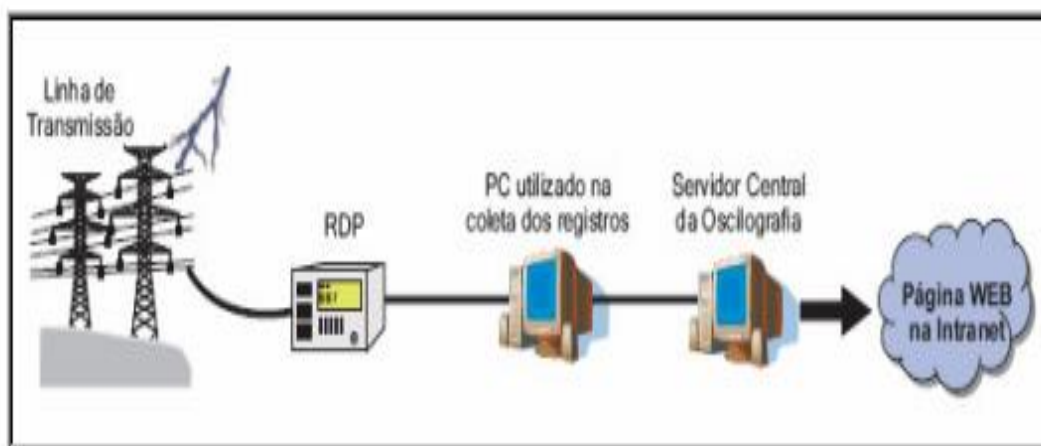 Linha de
Transmissão
RDP
PC utilizado na
coleta dos registros
Servidor Central
da Oscilografia
Página WEB
na Intranet